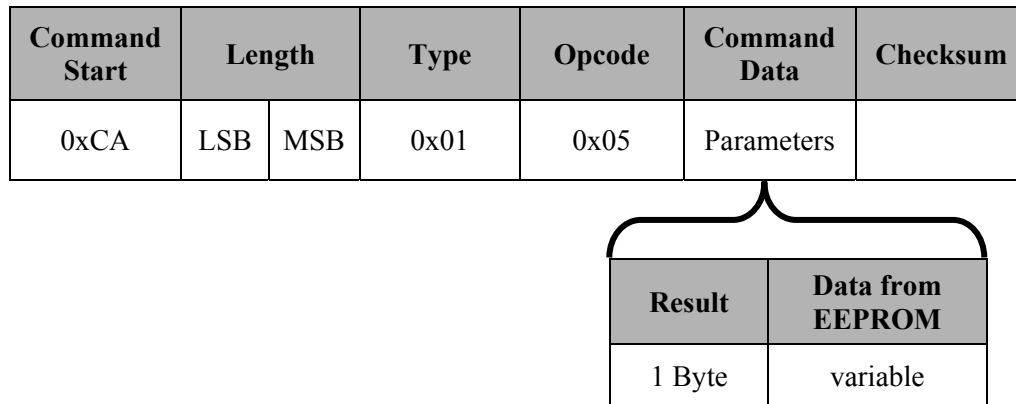 Command Start Length Type Opcode Command Data Checksum
0xCA LSB MSB 0x01 0x05 Parameters
Result Data from EEPROM
1 Byte variable